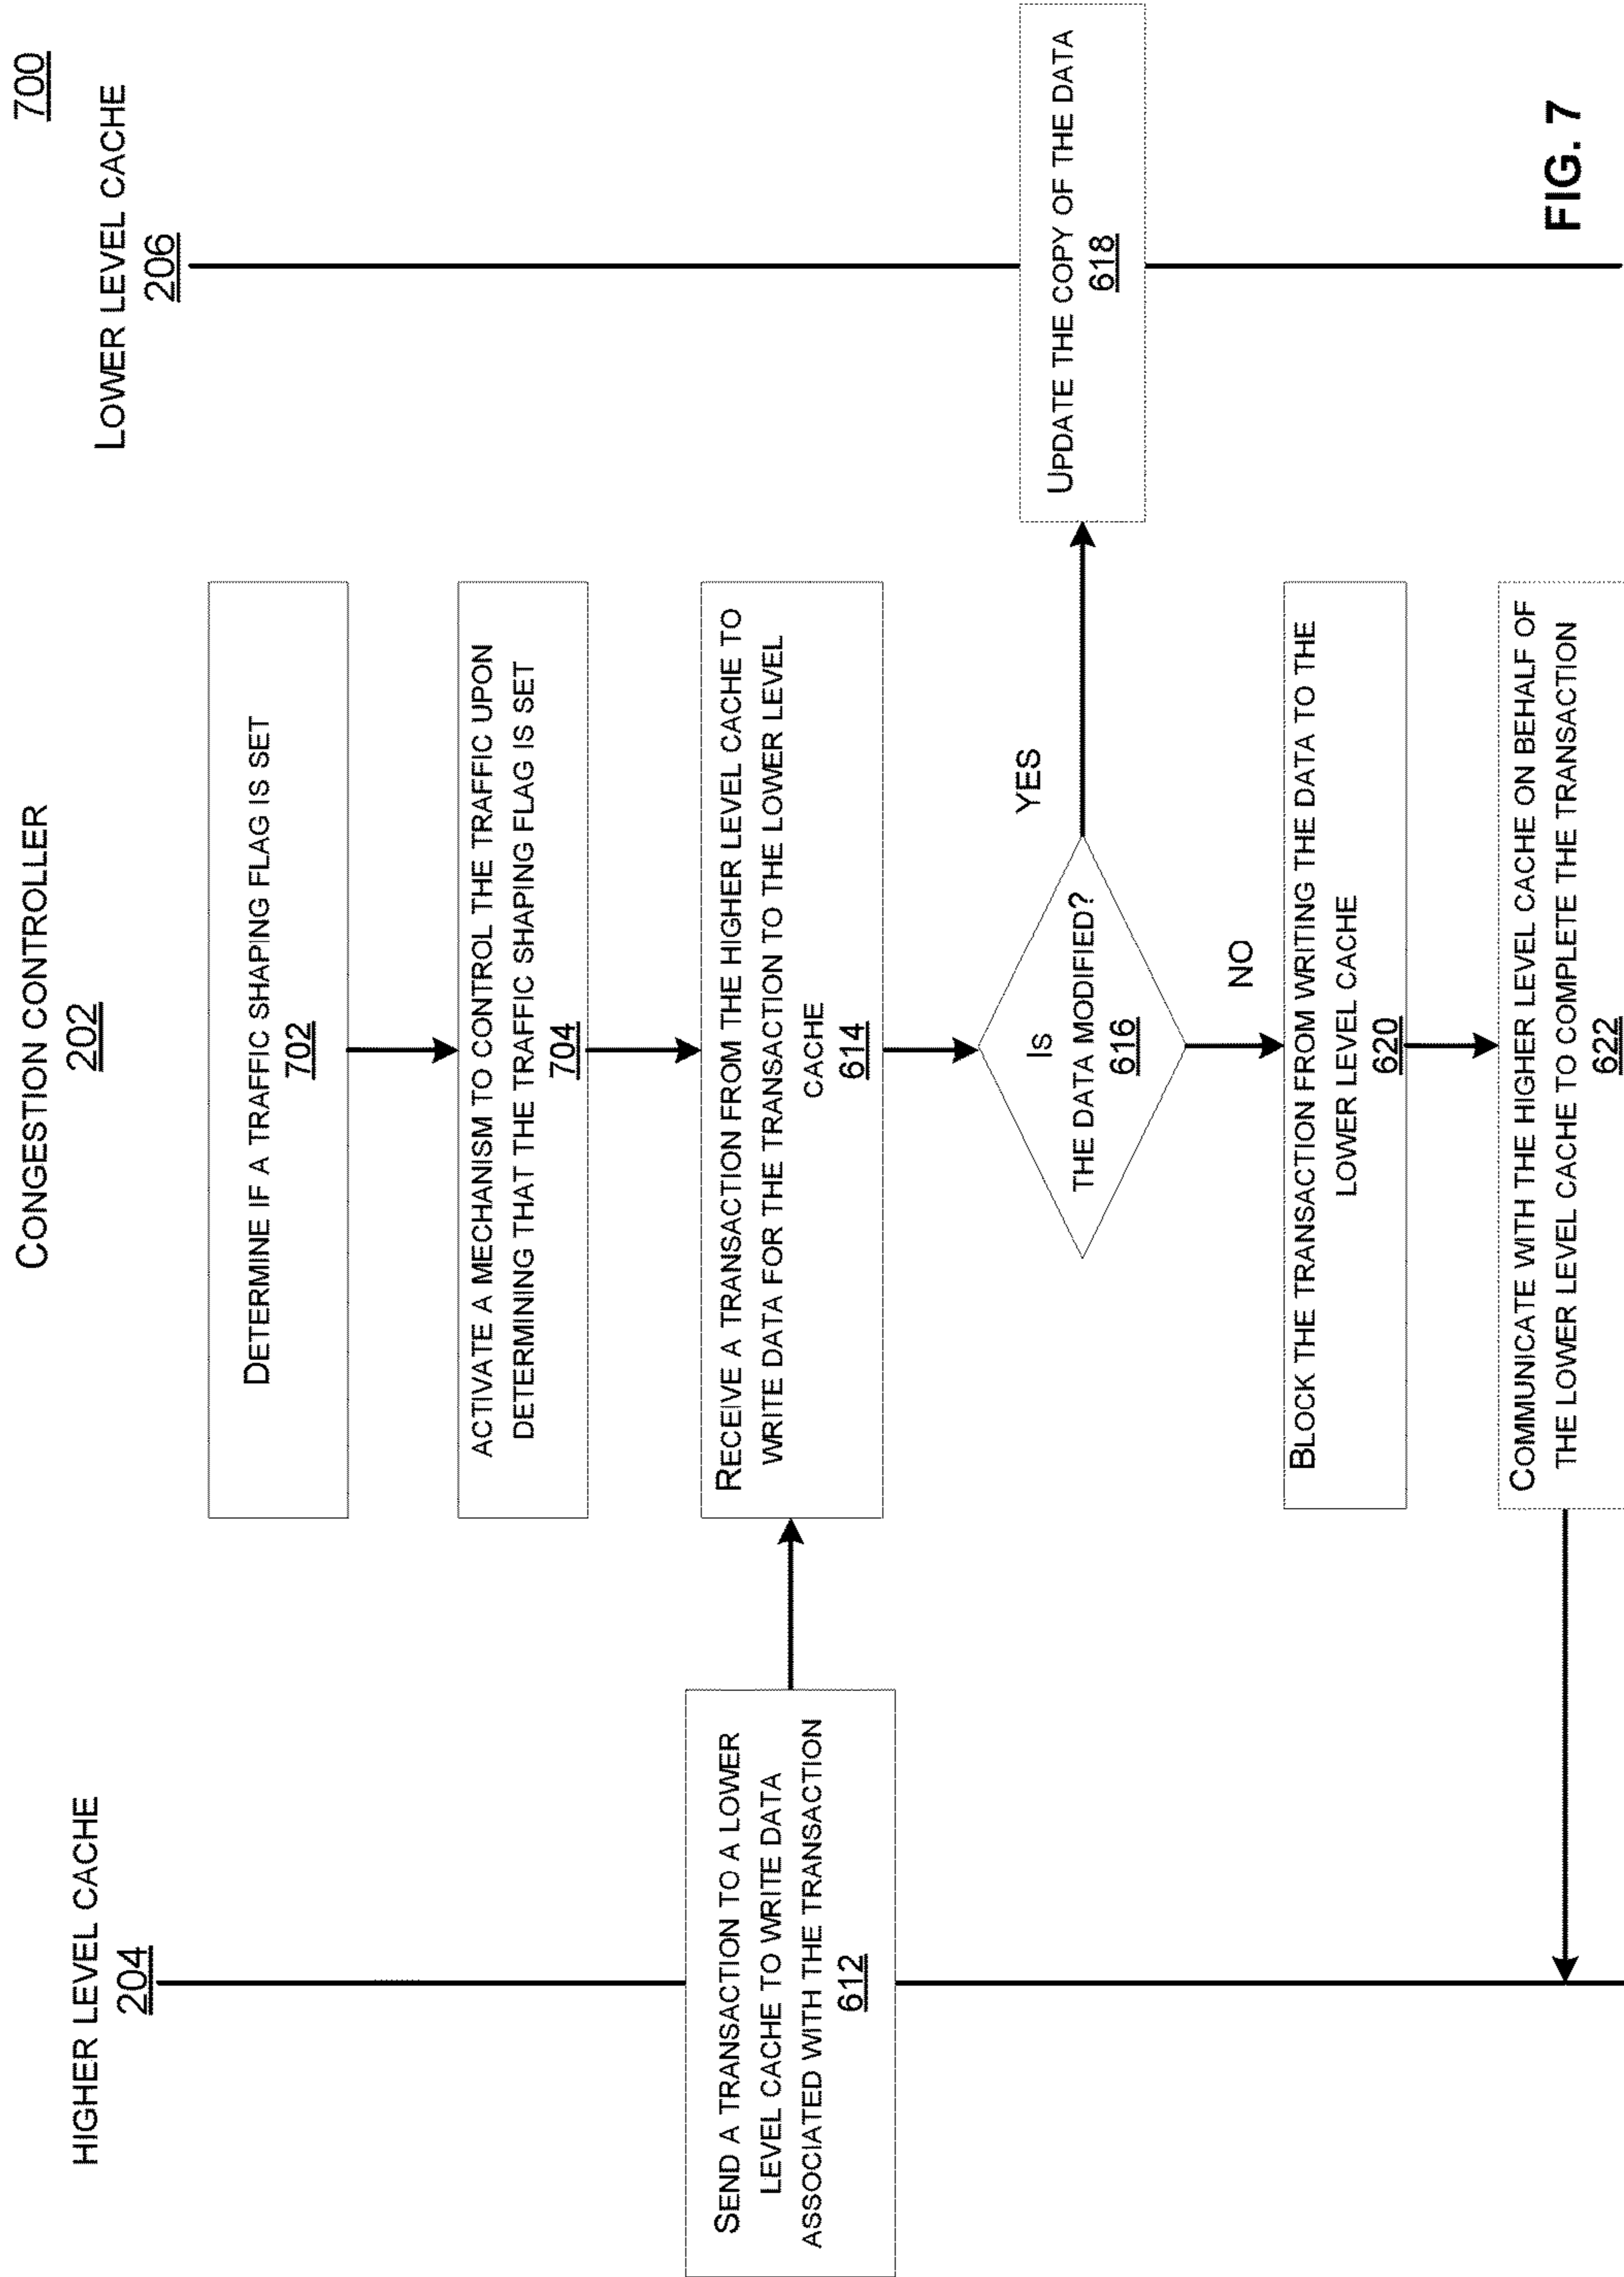 700
HIGHER LEVEL CACHE
204
CONGESTION CONTROLLER
202
LOWER LEVEL CACHE
206
DETERMINE IF A TRAFFIC SHAPING FLAG IS SET
702
ACTIVATE A MECHANISM TO CONTROL THE TRAFFIC UPON
DETERMINING THAT THE TRAFFIC SHAPING FLAG IS SET
704
SEND A TRANSACTION TO A LOWER
LEVEL CACHE TO WRITE DATA
ASSOCIATED WITH THE TRANSACTION
612
RECEIVE A TRANSACTION FROM THE HIGHER LEVEL CACHE TO
WRITE DATA FOR THE TRANSACTION TO THE LOWER LEVEL
CACHE
614
IS
THE DATA MODIFIED?
616
YES
UPDATE THE COPY OF THE DATA
618
NO
BLOCK THE TRANSACTION FROM WRITING THE DATA TO THE
LOWER LEVEL CACHE
620
COMMUNICATE WITH THE HIGHER LEVEL CACHE ON BEHALF OF
THE LOWER LEVEL CACHE TO COMPLETE THE TRANSACTION
622
FIG. 7